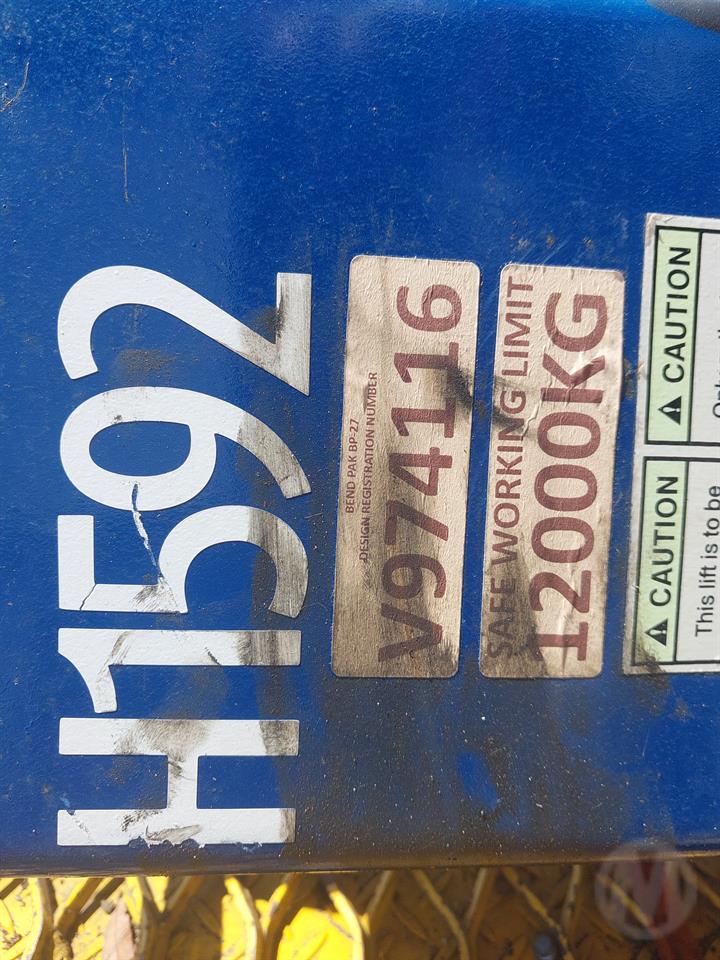 H1592
BEND PAK BP-27
DESIGN REGISTRATION NUMBER
V974116
SAFE WORKING LIMIT
12000KG
CAUTION
This lift is to be
CAUTION